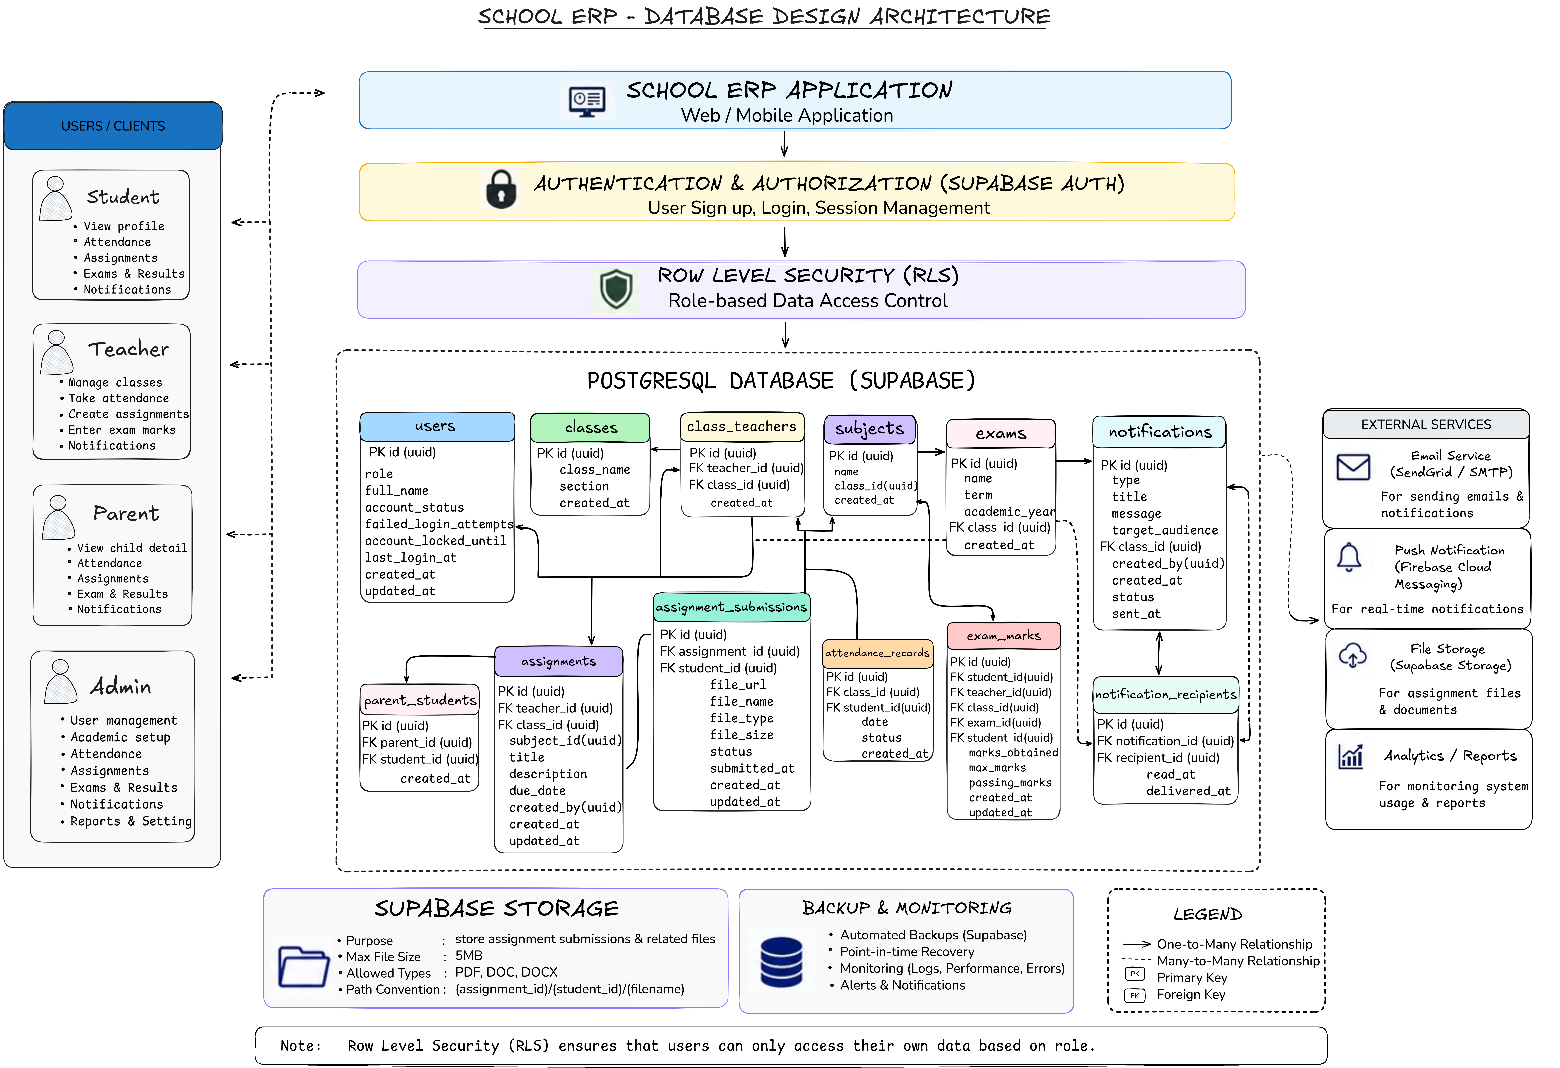 SCHOOL ERP - DATABASE DESIGN ARCHITECTURE
SCHOOL ERP APPLICATION
Web / Mobile Application
AUTHENTICATION & AUTHORIZATION (SUPABASE AUTH)
User Sign up, Login, Session Management
ROW LEVEL SECURITY (RLS)
Role-based Data Access Control
USERS / CLIENTS
Student
• View profile
• Attendance
• Assignments
• Exams & Results
• Notifications
Teacher
• Manage classes
• Take attendance
• Create assignments
• Enter exam marks
• Notifications
Parent
• View child detail
• Attendance
• Assignments
• Exam & Results
• Notifications
Admin
• User management
• Academic setup
• Attendance
• Assignments
• Exams & Results
• Notifications
• Reports & Setting
POSTGRESQL DATABASE (SUPABASE)
users
PK id (uuid)
role
full_name
account_status
failed_login_attempts
account_locked_until
last_login_at
created_at
updated_at
classes
PK id (uuid)
class_name
section
created_at
class_teachers
PK id (uuid)
FK teacher_id (uuid)
FK class_id (uuid)
created_at
subjects
PK id (uuid)
name
class_id(uuid)
created_at
exams
PK id (uuid)
name
term
academic_year
FK class_id (uuid)
created_at
notifications
PK id (uuid)
type
title
message
target_audience
FK class_id (uuid)
created_by(uuid)
created_at
status
sent_at
parent_students
PK id (uuid)
FK parent_id (uuid)
FK student_id (uuid)
created_at
assignments
PK id (uuid)
FK teacher_id (uuid)
FK class_id (uuid)
subject_id(uuid)
title
description
due_date
created_by(uuid)
created_at
updated_at
assignment_submissions
PK id (uuid)
FK assignment_id (uuid)
FK student_id (uuid)
file_url
file_name
file_type
file_size
status
submitted_at
created_at
updated_at
attendance_records
PK id (uuid)
FK class_id (uuid)
FK student_id(uuid)
date
status
created_at
exam_marks
PK id (uuid)
FK student_id(uuid)
FK teacher_id(uuid)
FK class_id(uuid)
FK exam_id(uuid)
FK student_id(uuid)
marks_obtained
max_marks
passing_marks
created_at
updated_at
notification_recipients
PK id (uuid)
FK notification_id (uuid)
FK recipient_id (uuid)
read_at
delivered_at
EXTERNAL SERVICES
Email Service
(SendGrid / SMTP)
For sending emails &
notifications
Push Notification
(Firebase Cloud
Messaging)
For real-time notifications
File Storage
(Supabase Storage)
For assignment files
& documents
Analytics / Reports
For monitoring system
usage & reports
SUPABASE STORAGE
• Purpose : store assignment submissions & related files
• Max File Size : 5MB
• Allowed Types : PDF, DOC, DOCX
• Path Convention : (assignment_id)/(student_id)/(filename)
BACKUP & MONITORING
• Automated Backups (Supabase)
• Point-in-time Recovery
• Monitoring (Logs, Performance, Errors)
• Alerts & Notifications
LEGEND
One-to-Many Relationship
Many-to-Many Relationship
PK Primary Key
FK Foreign Key
Note: Row Level Security (RLS) ensures that users can only access their own data based on role.